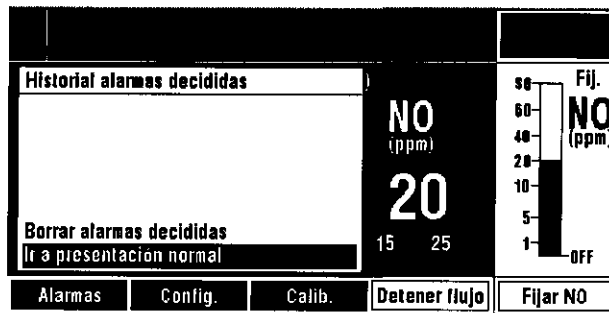 Historial alarmas decididas
NO
(ppm)
20
15 25
Borrar alarmas decididas
Ir a presentación normal
Fij.
NO
(ppm)
80
60
40
20
10
5
1
OFF
Alarmas Config. Calib. Detener flujo Fijar NO